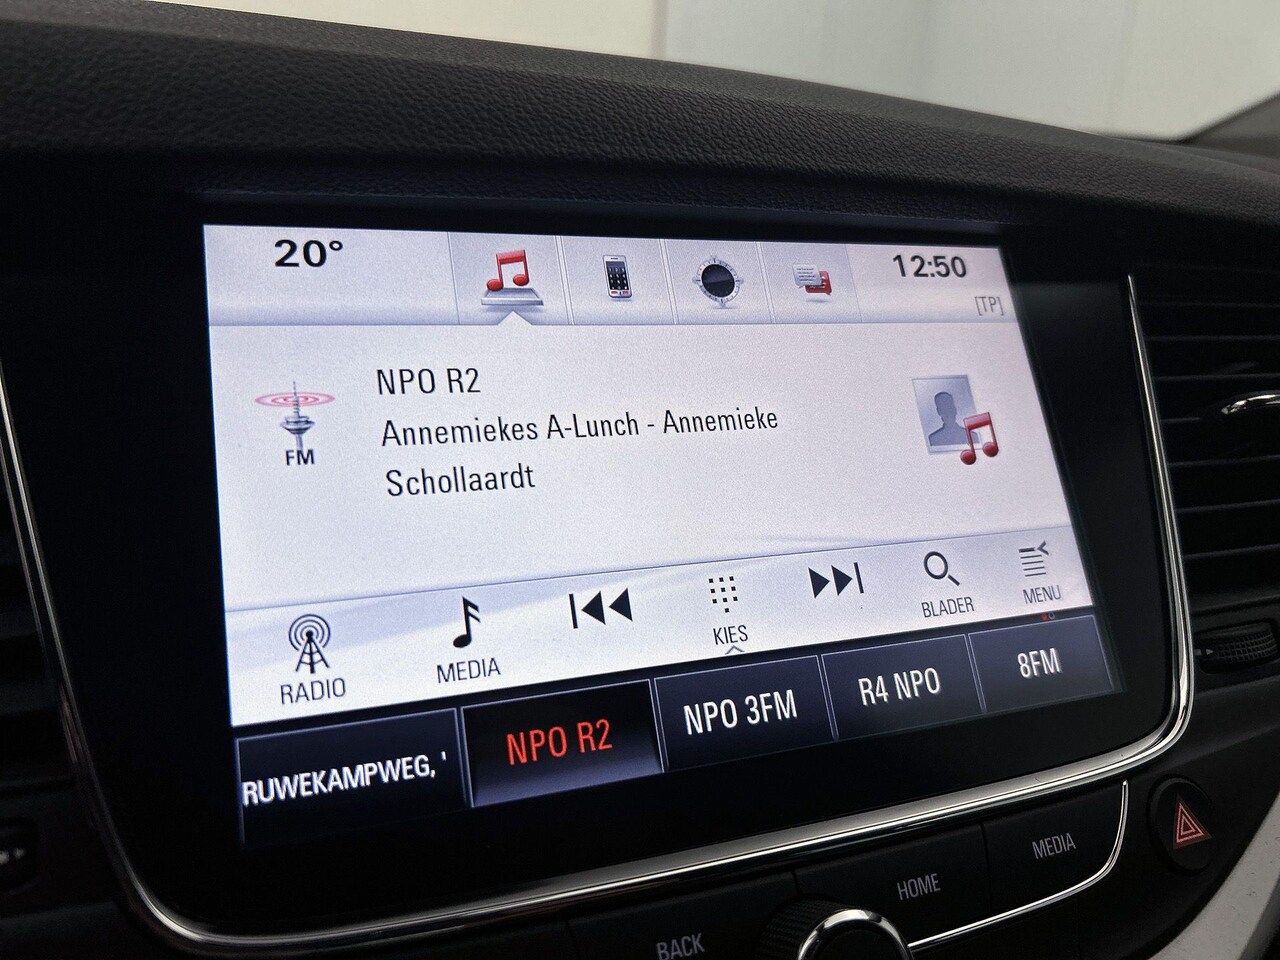 20°
12:50
[TP]
NPO R2
Annemiekes A-Lunch - Annemieke
Schollaardt
FM
RADIO
MEDIA
KIES
BLADER
MENU
RUWEKAMPWEG, '
NPO R2
NPO 3FM
R4 NPO
8FM
BACK
HOME
MEDIA